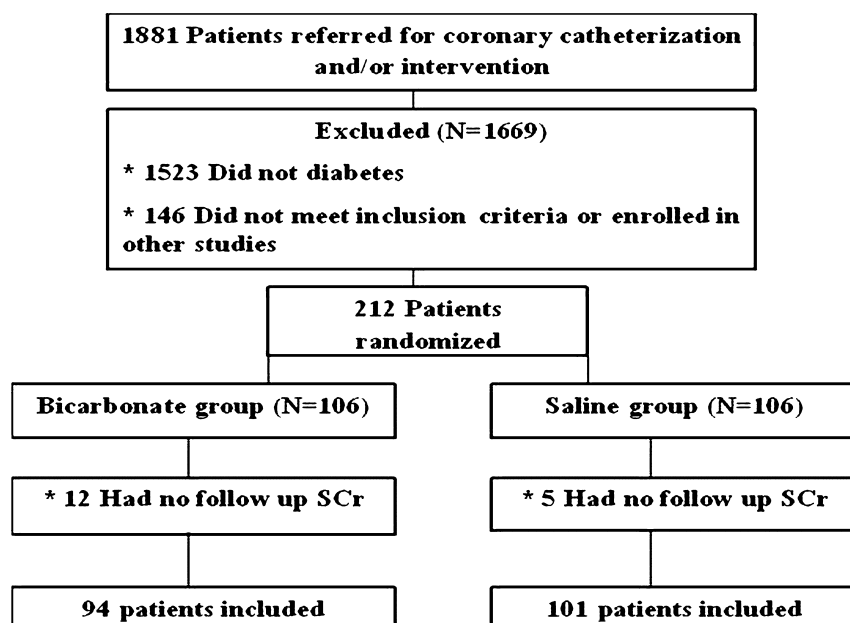 1881 Patients referred for coronary catheterization
and/or intervention
Excluded (N=1669)
* 1523 Did not diabetes
* 146 Did not meet inclusion criteria or enrolled in
other studies
212 Patients
randomized
Bicarbonate group (N=106)
Saline group (N=106)
* 12 Had no follow up SCr
* 5 Had no follow up SCr
94 patients included
101 patients included